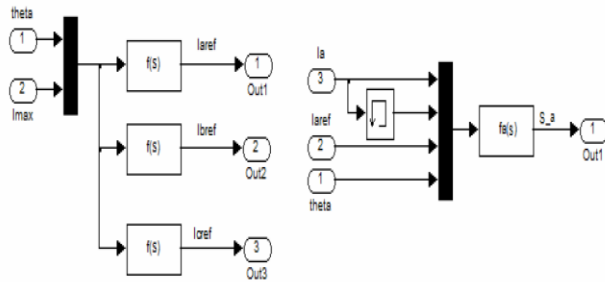 theta
1
2
Imax
f(s)
Iaref
1
Out1
f(s)
Ibref
2
Out2
f(s)
Icref
3
Out3
Ia
3
Iaref
2
1
theta
fa(s)
S_a
1
Out1